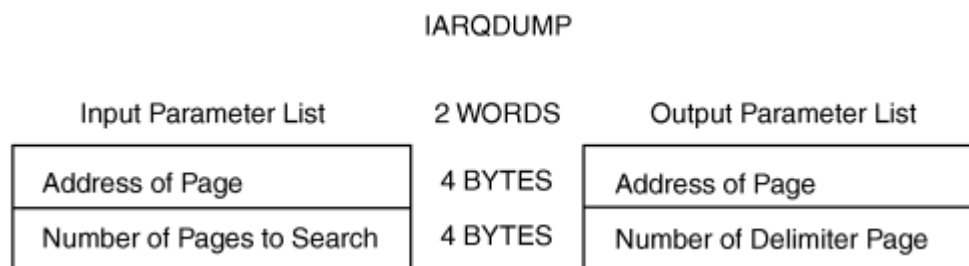 IARQDUMP
Input Parameter List 2 WORDS Output Parameter List
Address of Page 4 BYTES Address of Page
Number of Pages to Search 4 BYTES Number of Delimiter Page